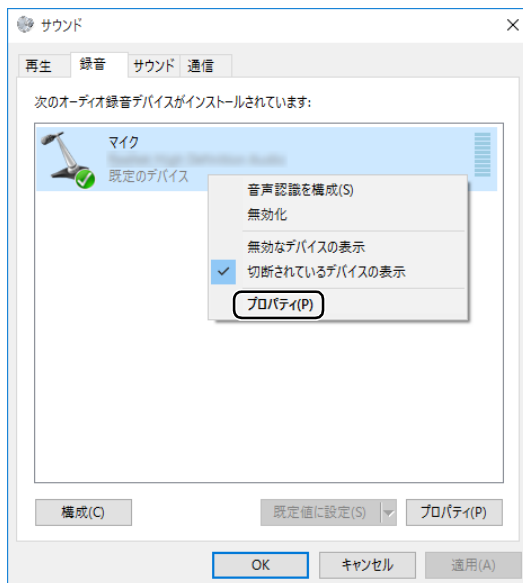 サウンド
再生 録音 サウンド 通信
次のオーディオ録音デバイスがインストールされています:
マイク
既定のデバイス
音声認識を構成(S)
無効化
無効なデバイスの表示
切断されているデバイスの表示
プロパティ(P)
構成(C) 既定値に設定(S) プロパティ(P)
OK キャンセル 適用(A)